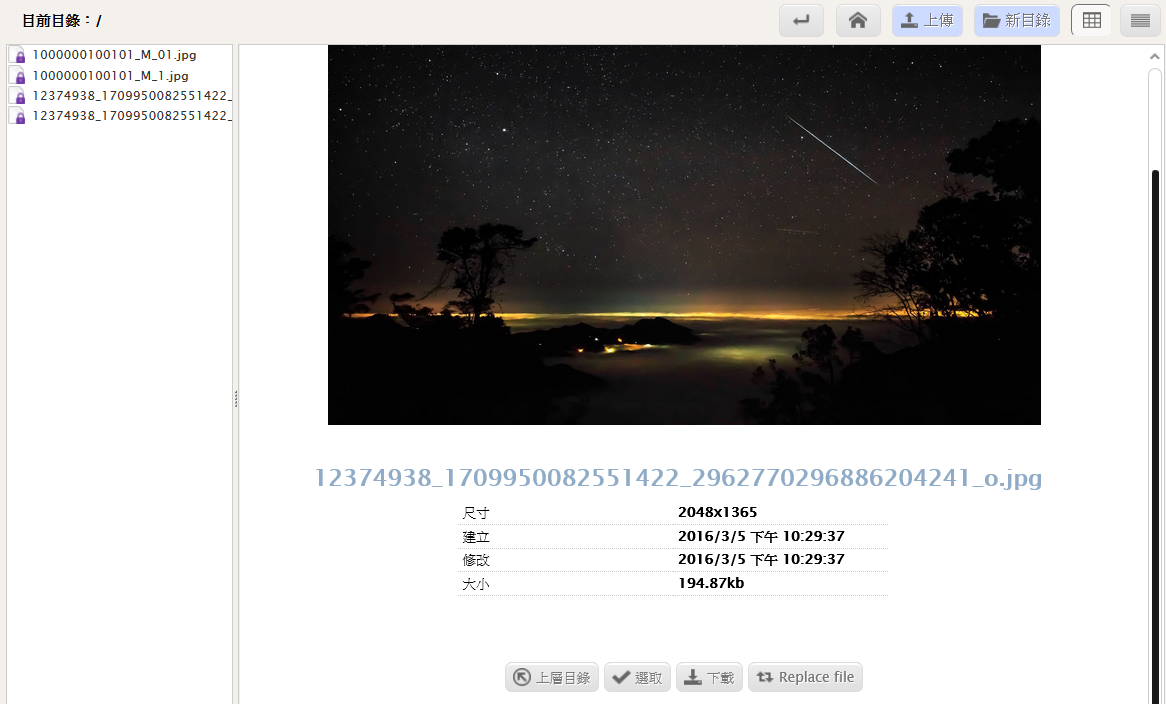 目前目錄：/
上傳
新目錄
1000000100101_M_01.jpg
1000000100101_M_1.jpg
12374938_1709950082551422_
12374938_1709950082551422_
12374938_1709950082551422_2962770296886204241_o.jpg
尺寸 2048x1365
建立 2016/3/5 下午 10:29:37
修改 2016/3/5 下午 10:29:37
大小 194.87kb
上層目錄 選取 下載 Replace file